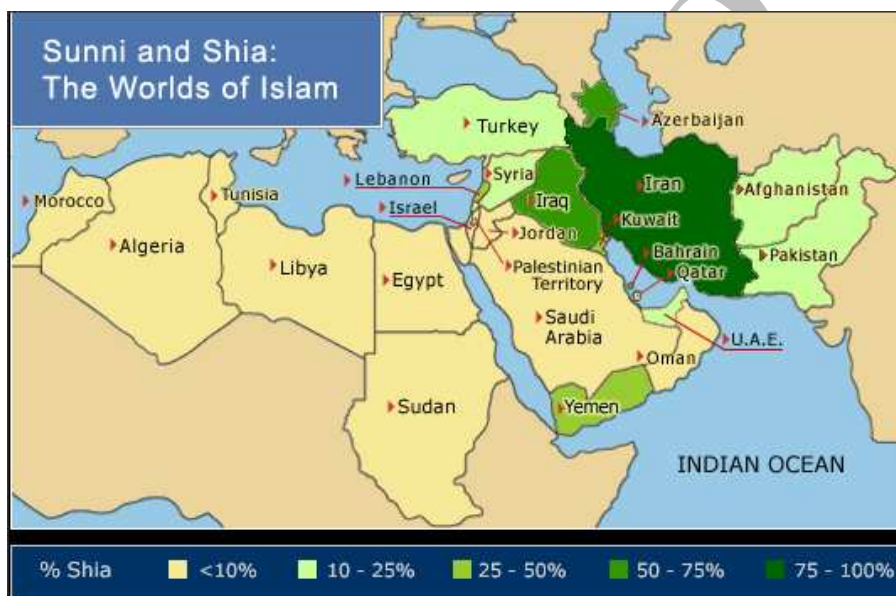 Sunni and Shia:
The Worlds of Islam
Azerbaijan
Turkey
Lebanon
Syria
Iran
Afghanistan
Morocco
Tunisia
Israel
Iraq
Kuwait
Algeria
Jordan
Bahrain
Pakistan
Libya
Egypt
Palestinian
Territory
Qatar
Saudi
Arabia
U.A.E.
Oman
Sudan
Yemen
INDIAN OCEAN
% Shia <10% 10 - 25% 25 - 50% 50 - 75% 75 - 100%